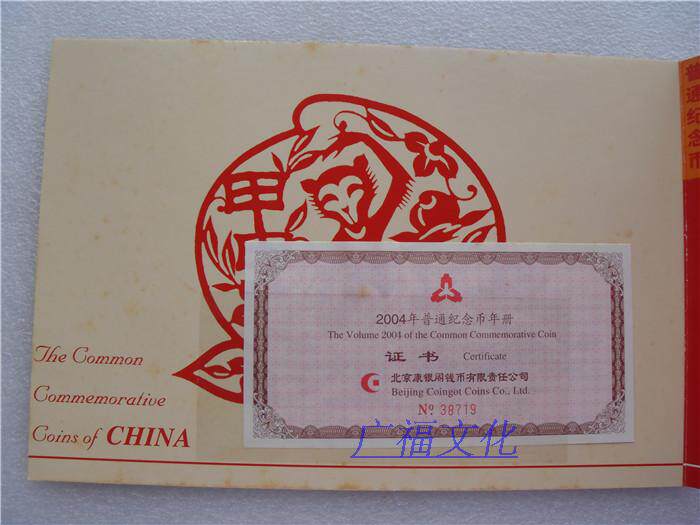 普通纪念币
甲
2004年普通纪念币年册
The Volume 2004 of the Common Commemorative Coin
证书 Certificate
北京康银阁钱币有限责任公司
Beijing Coingot Coins Co., Ltd.
№ 38719
The Common
Commemorative
Coins of CHINA
广福文化